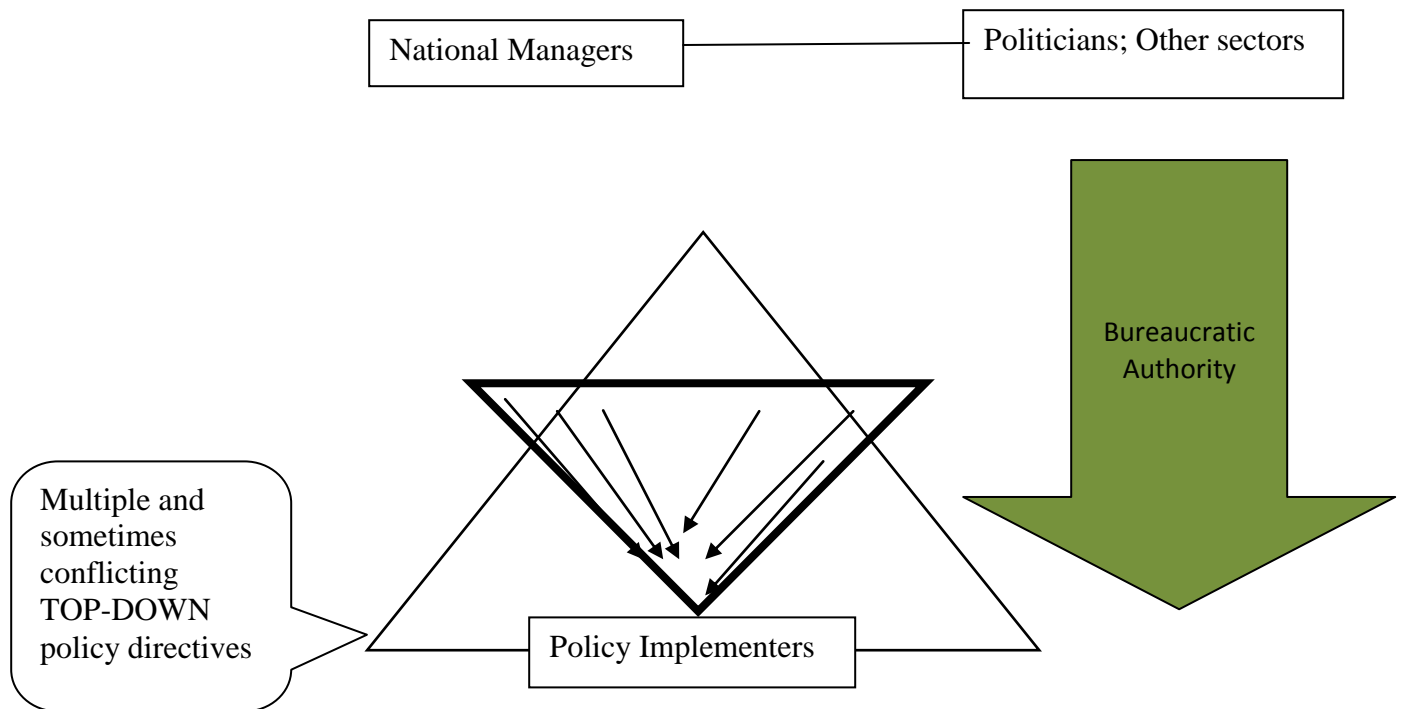 National Managers
Politicians; Other sectors
Bureaucratic
Authority
Multiple and
sometimes
conflicting
TOP-DOWN
policy directives
Policy Implementers